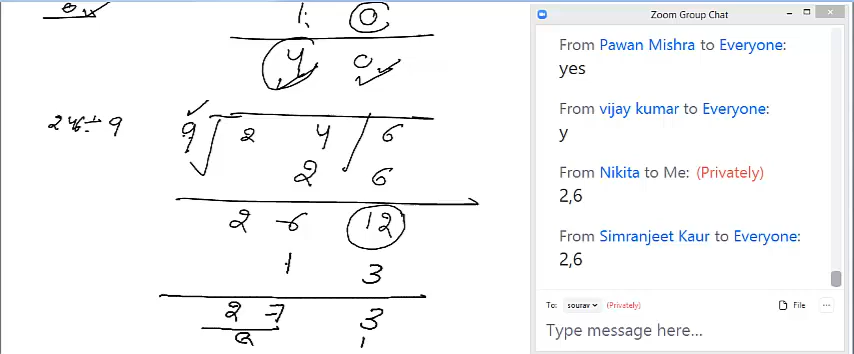 1 0
4 0
246÷9
9 2 4 / 6
2 6
2 6 12
1 3
2 7 3
Q
Zoom Group Chat
From Pawan Mishra to Everyone:
yes
From vijay kumar to Everyone:
y
From Nikita to Me: (Privately)
2,6
From Simranjeet Kaur to Everyone:
2,6
To: sourav (Privately) File ...
Type message here...